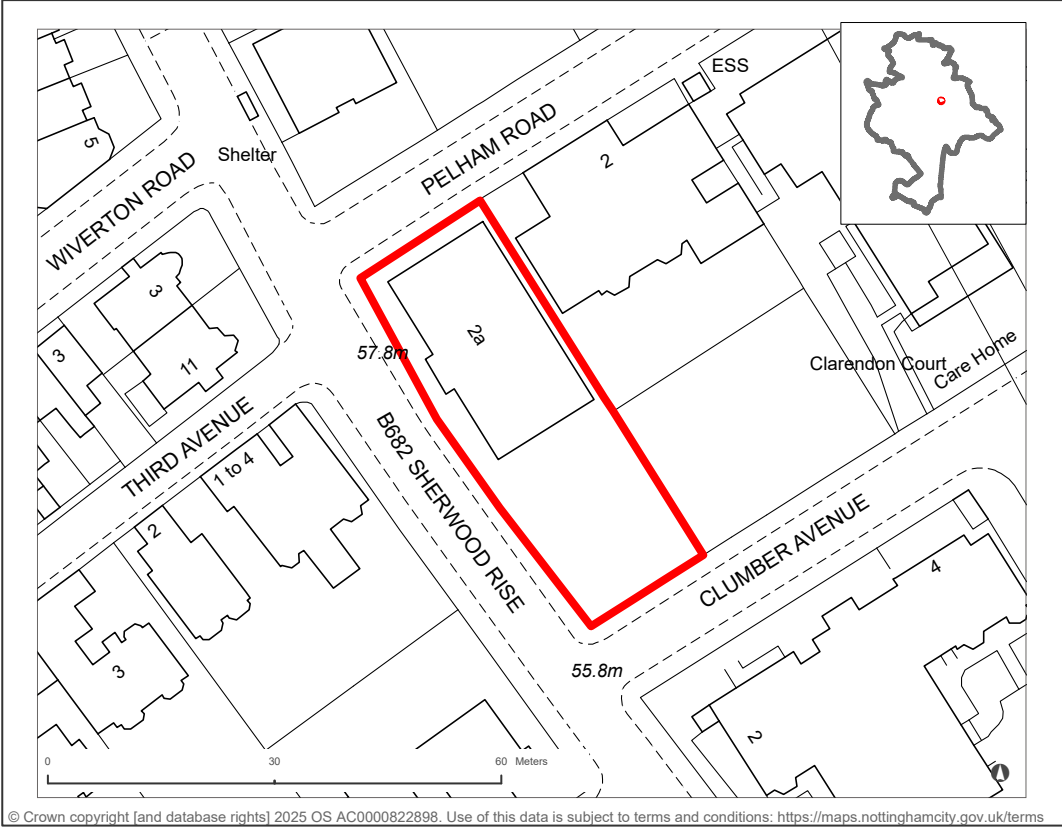 ESS
5
Shelter
PELHAM ROAD
2
WIVERTON ROAD
3
2a
57.8m
3
11
Clarendon Court
Care Home
THIRD AVENUE
B682 SHERWOOD RISE
1 to 4
2
CLUMBER AVENUE
4
3
55.8m
2
0 30 60 Meters
© Crown copyright [and database rights] 2025 OS AC0000822898. Use of this data is subject to terms and conditions: https://maps.nottinghamcity.gov.uk/terms